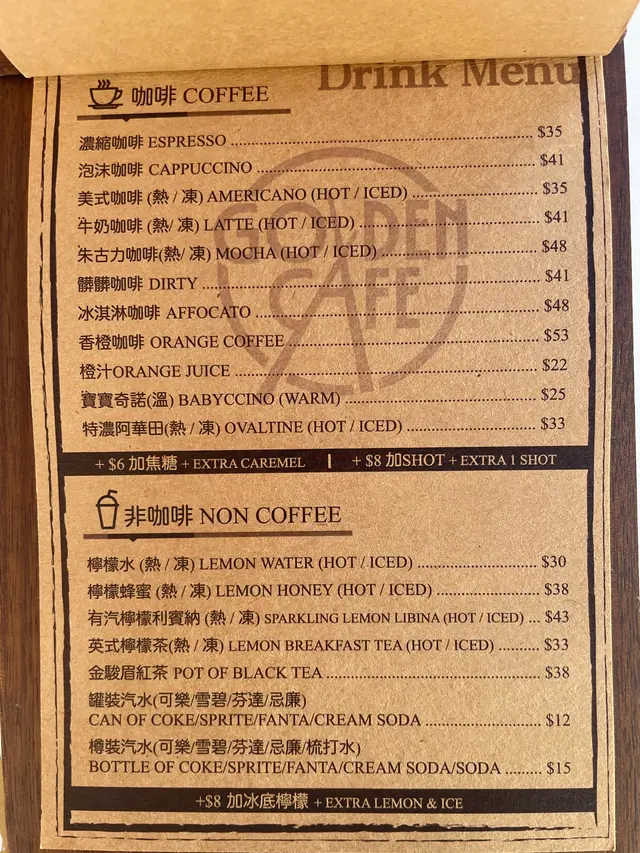 Drink Menu
咖啡 COFFEE
GOLDEN
CAFE
濃縮咖啡 ESPRESSO ........ $35
泡沫咖啡 CAPPUCCINO ........ $41
美式咖啡 (熱 / 凍) AMERICANO (HOT / ICED) ........ $35
牛奶咖啡 (熱/ 凍) LATTE (HOT / ICED) ........ $41
朱古力咖啡(熱/ 凍) MOCHA (HOT / ICED) ........ $48
髒髒咖啡 DIRTY ........ $41
冰淇淋咖啡 AFFOCATO ........ $48
香橙咖啡 ORANGE COFFEE ........ $53
橙汁ORANGE JUICE ........ $22
寶寶奇諾(溫) BABYCCINO (WARM) ........ $25
特濃阿華田(熱 / 凍) OVALTINE (HOT / ICED) ........ $33
+ $6 加焦糖 + EXTRA CAREMEL | + $8 加SHOT + EXTRA 1 SHOT
非咖啡 NON COFFEE
檸檬水 (熱 / 凍) LEMON WATER (HOT / ICED) ........ $30
檸檬蜂蜜 (熱 / 凍) LEMON HONEY (HOT / ICED) ........ $38
有汽檸檬利賓納 (熱 / 凍) SPARKLING LEMON LIBINA (HOT / ICED) ... $43
英式檸檬茶(熱 / 凍) LEMON BREAKFAST TEA (HOT / ICED) ........ $33
金駿眉紅茶 POT OF BLACK TEA ........ $38
罐裝汽水(可樂/雪碧/芬達/忌廉)
CAN OF COKE/SPRITE/FANTA/CREAM SODA ........ $12
樽裝汽水(可樂/雪碧/芬達/忌廉/梳打水)
BOTTLE OF COKE/SPRITE/FANTA/CREAM SODA/SODA ......... $15
+$8 加冰底檸檬 + EXTRA LEMON & ICE